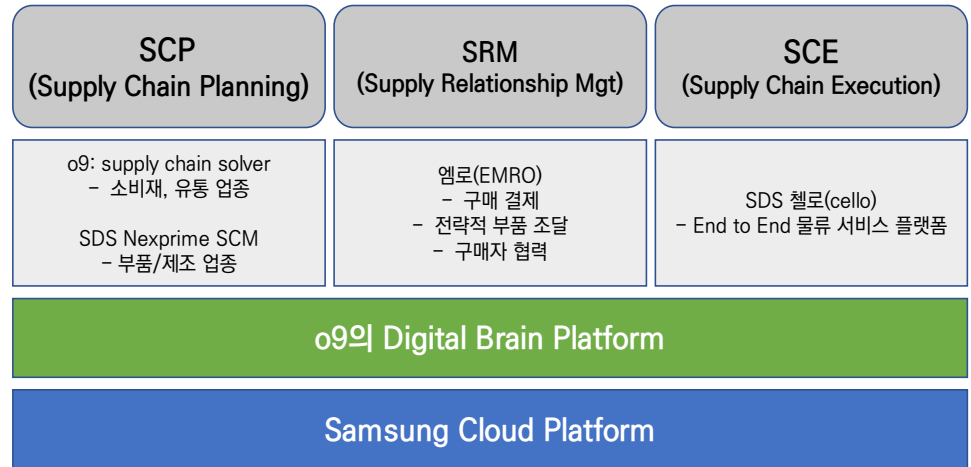 SCP
(Supply Chain Planning)
SRM
(Supply Relationship Mgt)
SCE
(Supply Chain Execution)
o9: supply chain solver
- 소비재, 유통 업종
SDS Nexprime SCM
- 부품/제조 업종
엠로(EMRO)
- 구매 결제
- 전략적 부품 조달
- 구매자 협력
SDS 첼로(cello)
- End to End 물류 서비스 플랫폼
o9의 Digital Brain Platform
Samsung Cloud Platform